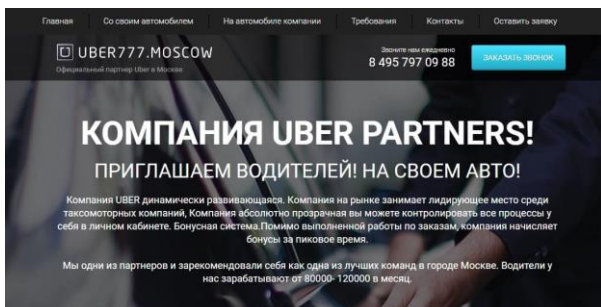 Главная Со своим автомобилем На автомобиле компании Требования Контакты Оставить заявку
UBER777.MOSCOW
Официальный партнер Uber в Москве
Звоните нам ежедневно
8 495 797 09 88
ЗАКАЗАТЬ ЗВОНОК
КОМПАНИЯ UBER PARTNERS!
ПРИГЛАШАЕМ ВОДИТЕЛЕЙ! НА СВОЕМ АВТО!
Компания UBER динамически развивающаяся. Компания на рынке занимает лидирующее место среди
таксомоторных компаний, Компания абсолютно прозрачная вы можете контролировать все процессы у
себя в личном кабинете. Бонусная система.Помимо выполненной работы по заказам, компания начисляет
бонусы за пиковое время.
Мы одни из партнеров и зарекомендовали себя как одна из лучших команд в городе Москве. Водители у
нас зарабатывают от 80000- 120000 в месяц.